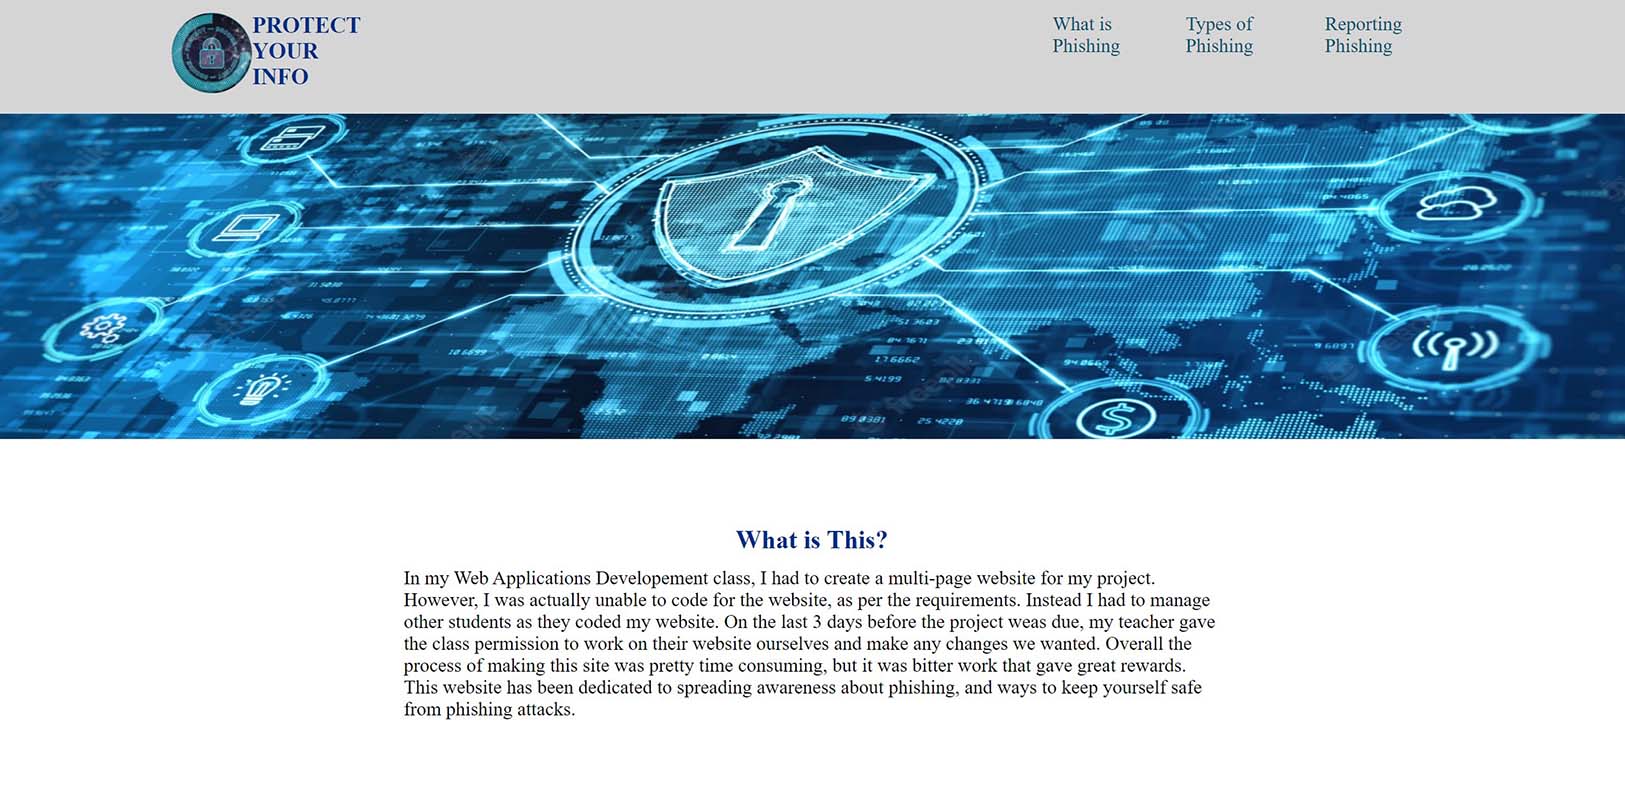 PROTECT
YOUR
INFO
What is
Phishing
Types of
Phishing
Reporting
Phishing
What is This?
In my Web Applications Developement class, I had to create a multi-page website for my project.
However, I was actually unable to code for the website, as per the requirements. Instead I had to manage
other students as they coded my website. On the last 3 days before the project weas due, my teacher gave
the class permission to work on their website ourselves and make any changes we wanted. Overall the
process of making this site was pretty time consuming, but it was bitter work that gave great rewards.
This website has been dedicated to spreading awareness about phishing, and ways to keep yourself safe
from phishing attacks.